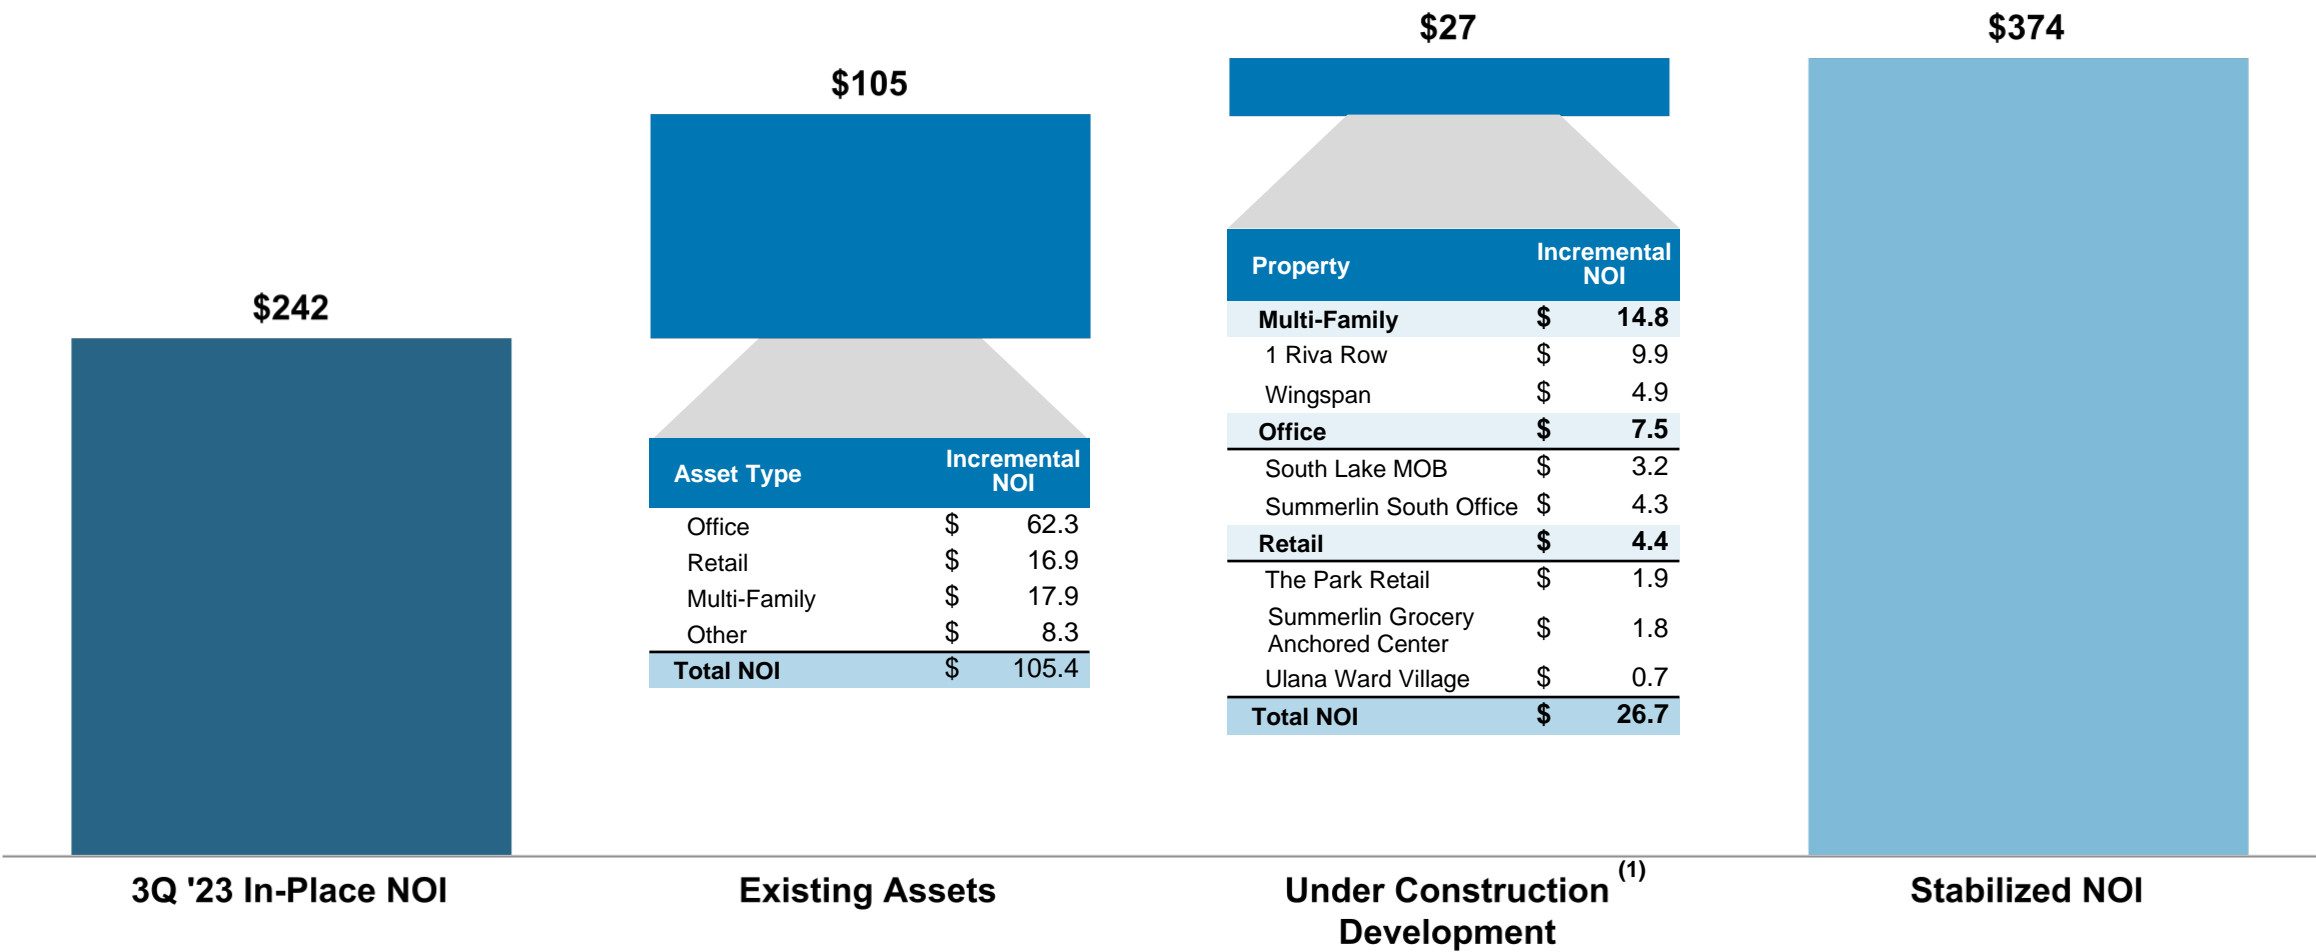 $242
$105
$27
$374
Asset Type Incremental NOI
Office $ 62.3
Retail $ 16.9
Multi-Family $ 17.9
Other $ 8.3
Total NOI $ 105.4
Property Incremental NOI
Multi-Family $ 14.8
1 Riva Row $ 9.9
Wingspan $ 4.9
Office $ 7.5
South Lake MOB $ 3.2
Summerlin South Office $ 4.3
Retail $ 4.4
The Park Retail $ 1.9
Summerlin Grocery
Anchored Center $ 1.8
Ulana Ward Village $ 0.7
Total NOI $ 26.7
3Q '23 In-Place NOI
Existing Assets
Under Construction (1)
Development
Stabilized NOI